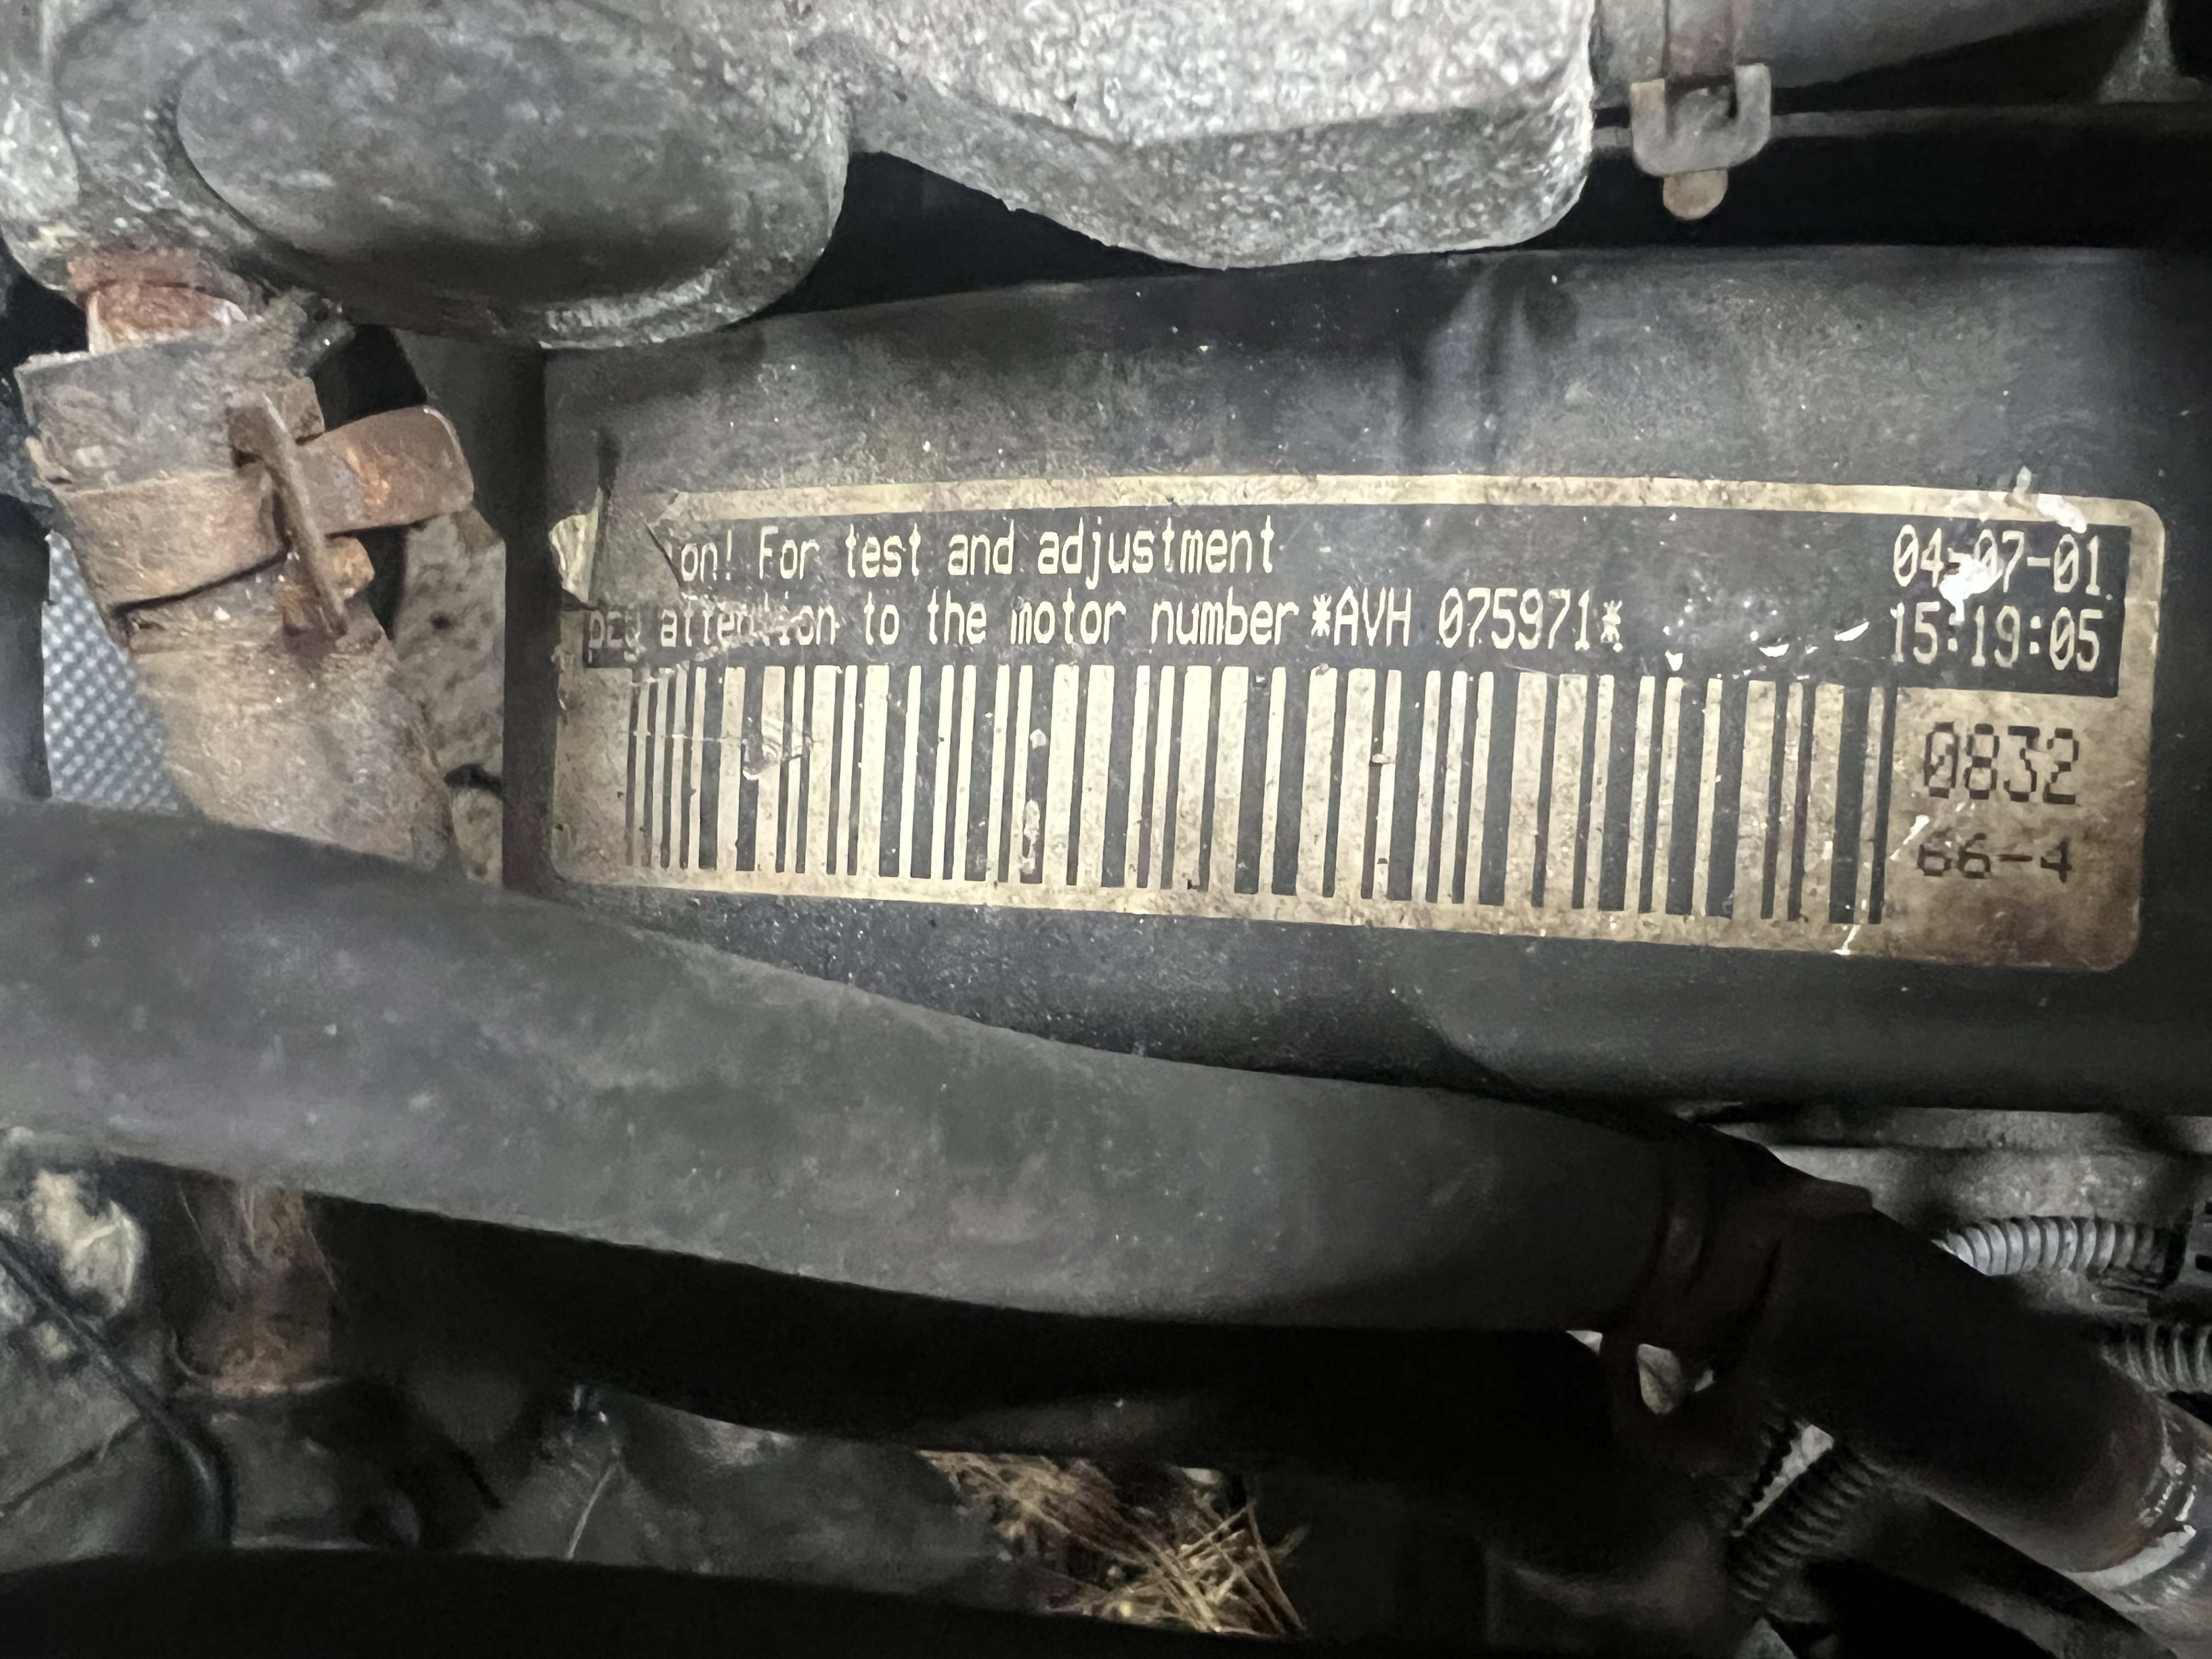 on! For test and adjustment
pay attention to the motor number *AVH 075971*
04-07-01
15:19:05
0832
66-4